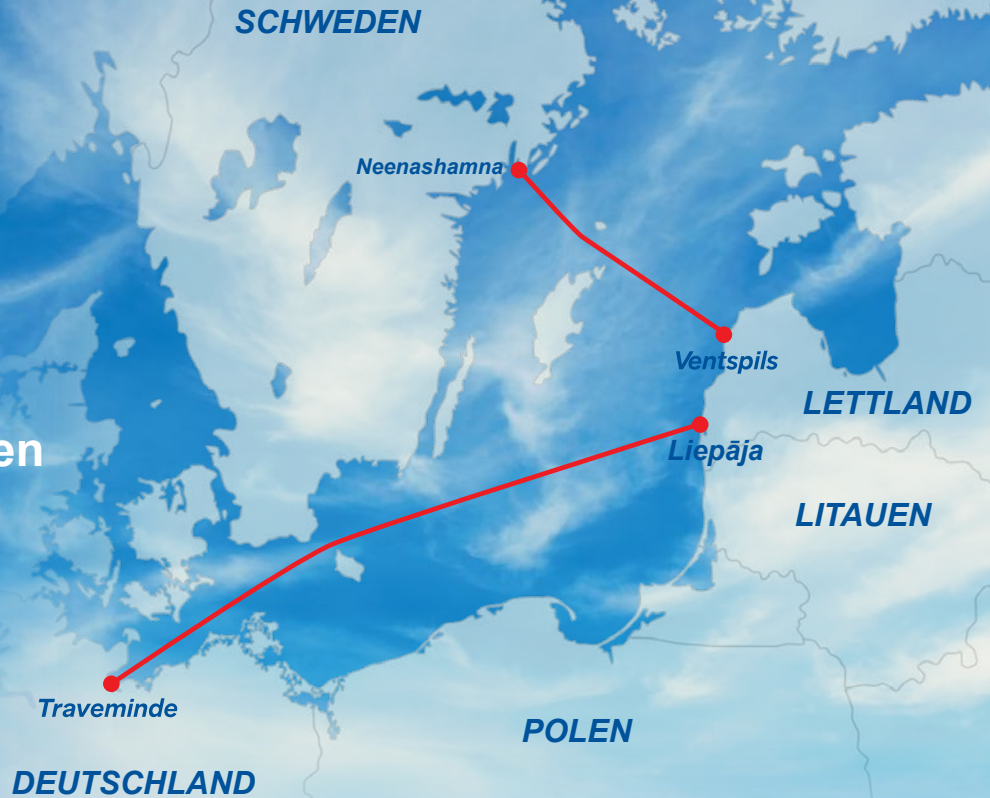 SCHWEDEN
Neenashamna
Ventspils
LETTLAND
en
Liepāja
LITAUEN
Traveminde
POLEN
DEUTSCHLAND